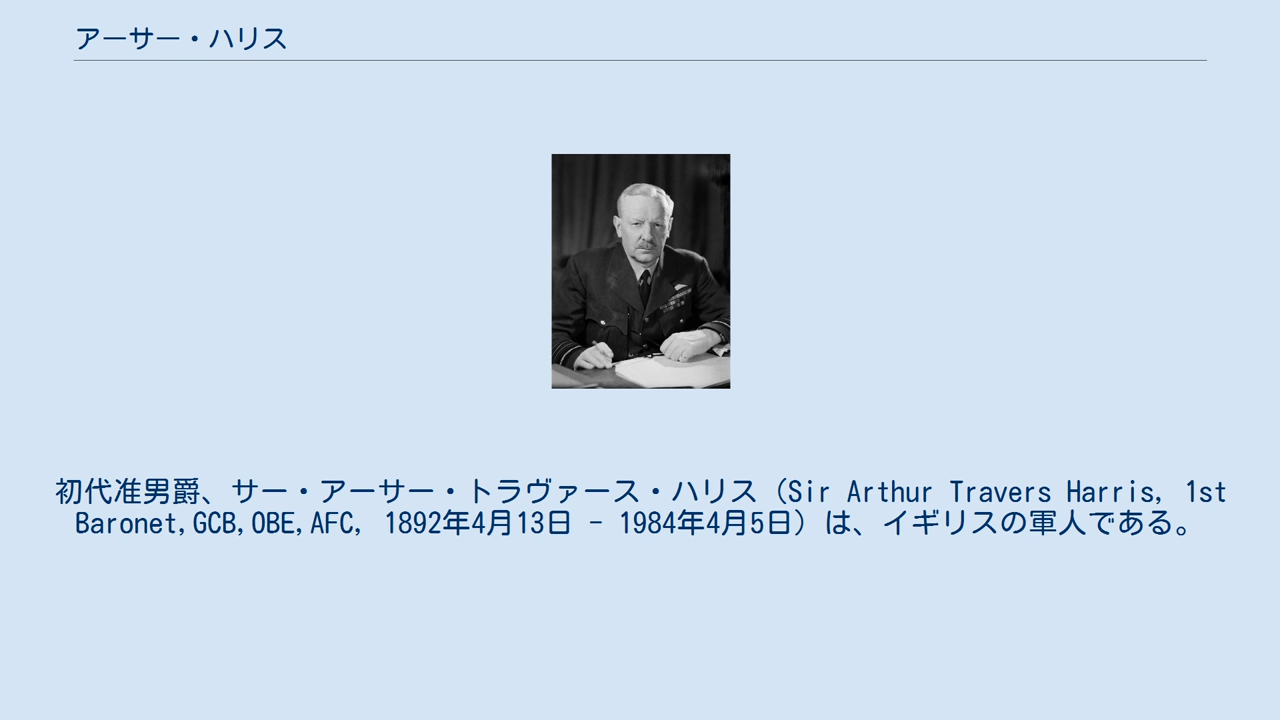 アーサー・ハリス
初代准男爵、サー・アーサー・トラヴァース・ハリス（Sir Arthur Travers Harris, 1st
Baronet,GCB,OBE,AFC, 1892年4月13日 - 1984年4月5日）は、イギリスの軍人である。